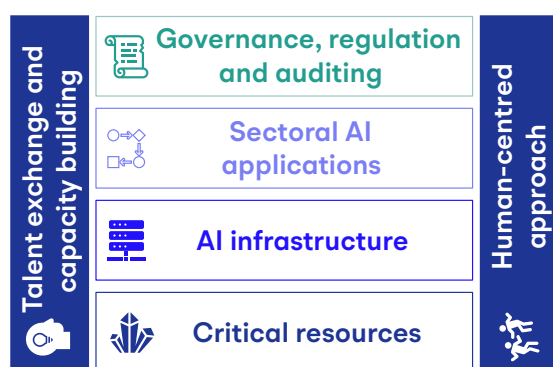 Talent exchange and
capacity building
Governance, regulation
and auditing
Sectoral AI
applications
AI infrastructure
Critical resources
Human-centred
approach